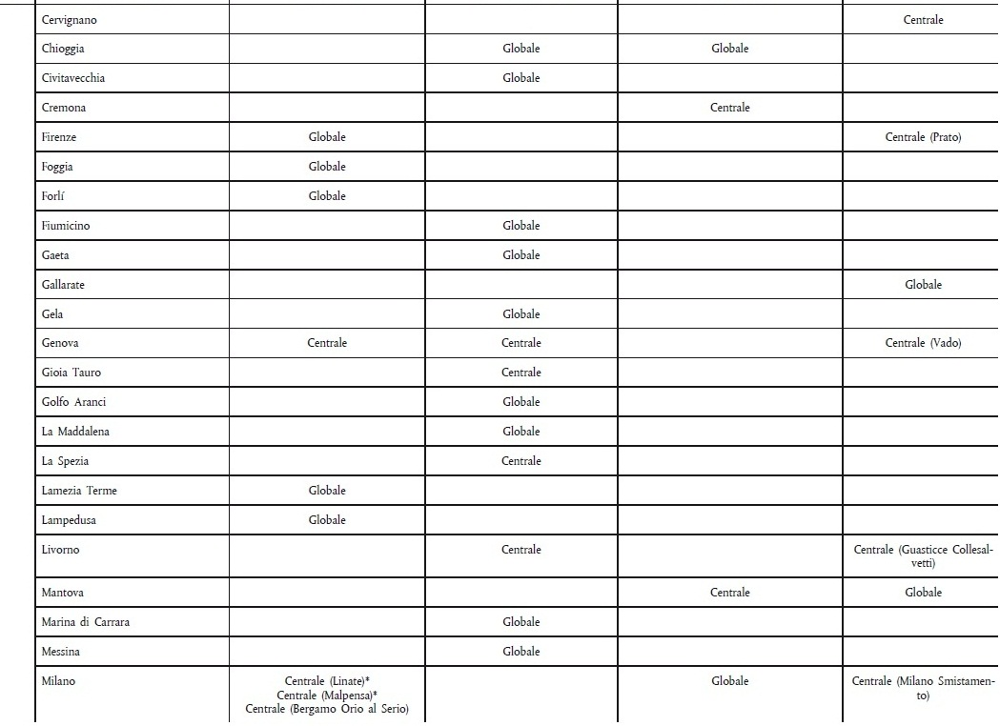 Cervignano Centrale
Chioggia Globale Globale
Civitavecchia Globale
Cremona Centrale
Firenze Globale Centrale (Prato)
Foggia Globale
Forlí Globale
Fiumicino Globale
Gaeta Globale
Gallarate Globale
Gela Globale
Genova Centrale Centrale Centrale (Vado)
Gioia Tauro Centrale
Golfo Aranci Globale
La Maddalena Globale
La Spezia Centrale
Lamezia Terme Globale
Lampedusa Globale
Livorno Centrale Centrale (Guasticce Collesal-
vetti)
Mantova Centrale Globale
Marina di Carrara Globale
Messina Globale
Milano Centrale (Linate)* Globale Centrale (Milano Smistamen-
Centrale (Malpensa)* to)
Centrale (Bergamo Orio al Serio)